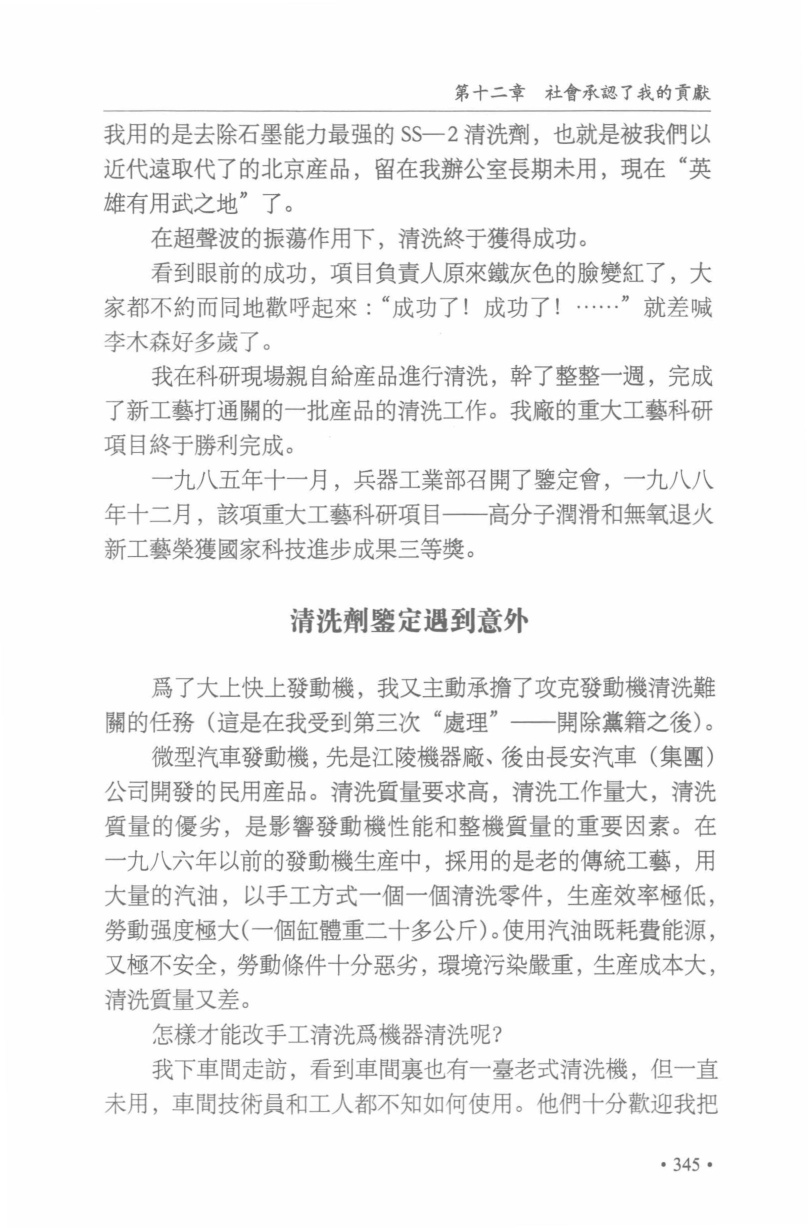 第十二章　社會承認了我的貢獻
我用的是去除石墨能力最强的 SS—2 清洗劑，也就是被我們以
近代遠取代了的北京産品，留在我辦公室長期未用，現在“英
雄有用武之地”了。
在超聲波的振蕩作用下，清洗終于獲得成功。
看到眼前的成功，項目負責人原來鐵灰色的臉變紅了，大
家都不約而同地歡呼起來：“成功了！成功了！……”就差喊
李木森好多歲了。
我在科研現場親自給産品進行清洗，幹了整整一週，完成
了新工藝打通關的一批産品的清洗工作。我廠的重大工藝科研
項目終于勝利完成。
一九八五年十一月，兵器工業部召開了鑒定會，一九八八
年十二月，該項重大工藝科研項目——高分子潤滑和無氧退火
新工藝榮獲國家科技進步成果三等獎。
清洗劑鑒定遇到意外
爲了大上快上發動機，我又主動承擔了攻克發動機清洗難
關的任務（這是在我受到第三次“處理”——開除黨籍之後）。
微型汽車發動機，先是江陵機器廠、後由長安汽車（集團）
公司開發的民用産品。清洗質量要求高，清洗工作量大，清洗
質量的優劣，是影響發動機性能和整機質量的重要因素。在
一九八六年以前的發動機生産中，採用的是老的傳統工藝，用
大量的汽油，以手工方式一個一個清洗零件，生産效率極低，
勞動强度極大（一個缸體重二十多公斤）。使用汽油既耗費能源，
又極不安全，勞動條件十分惡劣，環境污染嚴重，生産成本大，
清洗質量又差。
怎樣才能改手工清洗爲機器清洗呢？
我下車間走訪，看到車間裏也有一臺老式清洗機，但一直
未用，車間技術員和工人都不知如何使用。他們十分歡迎我把
• 345 •